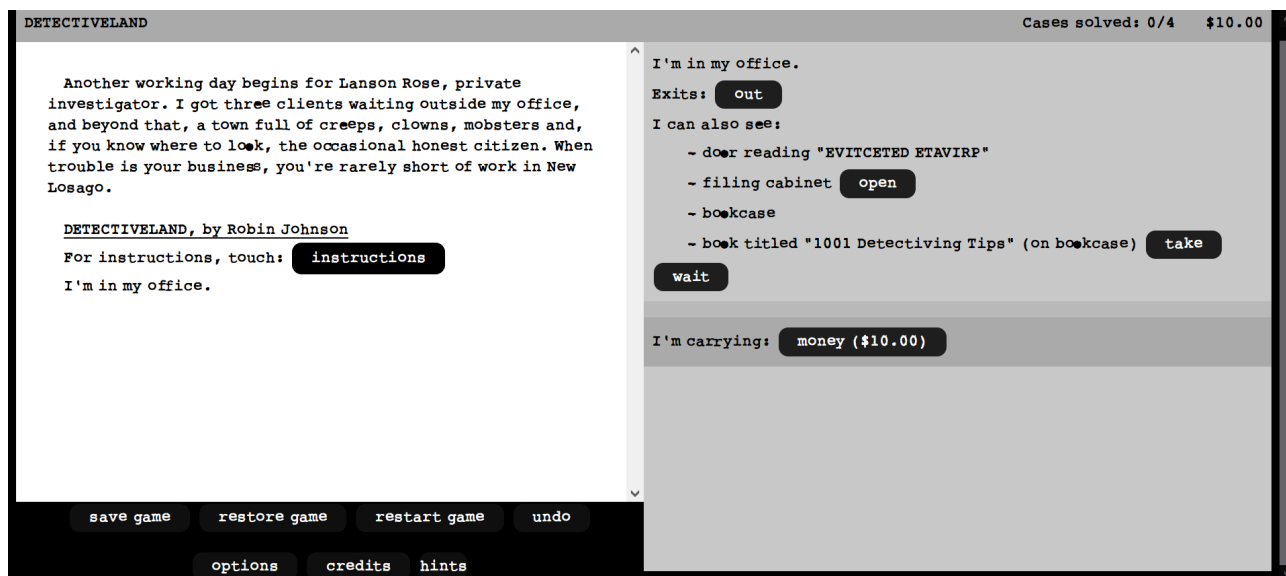 DETECTIVELAND
Cases solved: 0/4 $10.00
Another working day begins for Lanson Rose, private
investigator. I got three clients waiting outside my office,
and beyond that, a town full of creeps, clowns, mobsters and,
if you know where to look, the occasional honest citizen. When
trouble is your business, you're rarely short of work in New
Losago.
DETECTIVELAND, by Robin Johnson
For instructions, touch: instructions
I'm in my office.
save game restore game restart game undo
options credits hints
I'm in my office.
Exits: out
I can also see:
- door reading "EVITCETED ETAVIRP"
- filing cabinet open
- bookcase
- book titled "1001 Detectiving Tips" (on bookcase) take
wait
I'm carrying: money ($10.00)